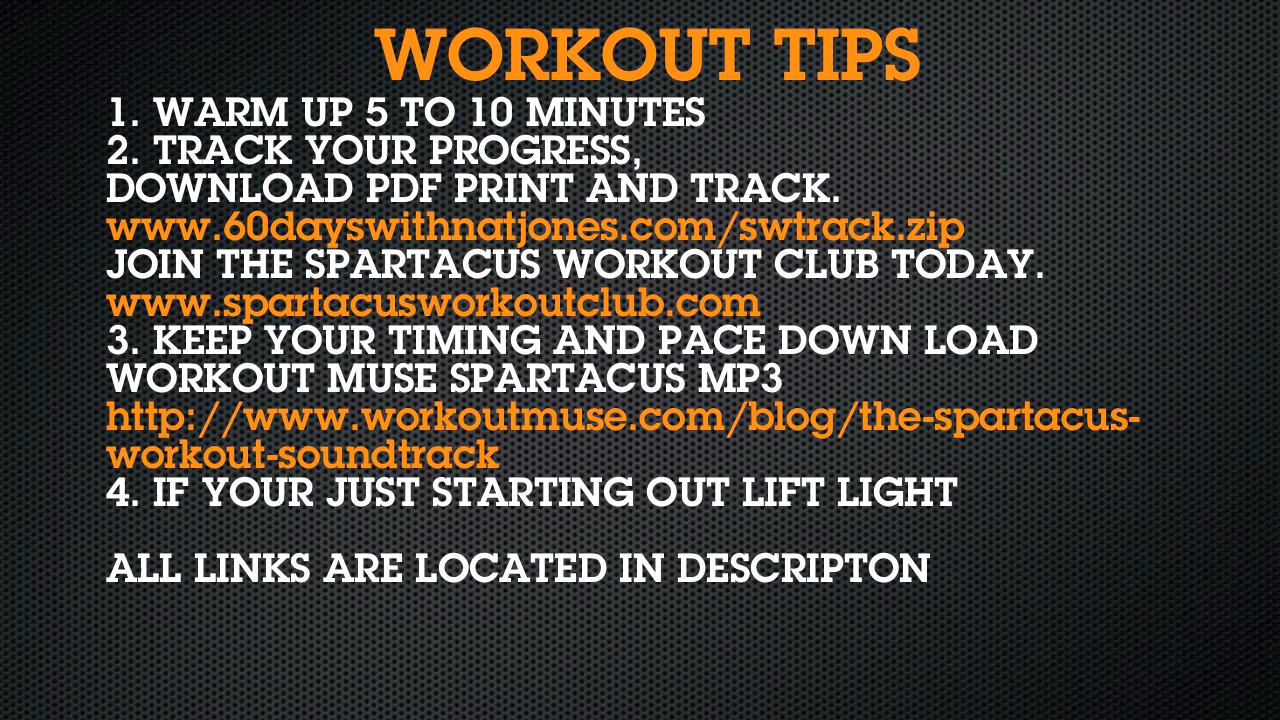 WORKOUT TIPS
1. WARM UP 5 TO 10 MINUTES
2. TRACK YOUR PROGRESS,
DOWNLOAD PDF PRINT AND TRACK.
www.60dayswithnatjones.com/swtrack.zip
JOIN THE SPARTACUS WORKOUT CLUB TODAY.
www.spartacusworkoutclub.com
3. KEEP YOUR TIMING AND PACE DOWN LOAD
WORKOUT MUSE SPARTACUS MP3
http://www.workoutmuse.com/blog/the-spartacus-
workout-soundtrack
4. IF YOUR JUST STARTING OUT LIFT LIGHT
ALL LINKS ARE LOCATED IN DESCRIPTON